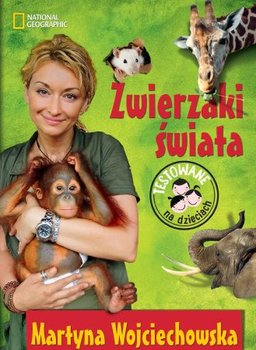 NATIONAL
GEOGRAPHIC
Zwierzaki
świata
TESTOWANE
na dzieciach
Martyna Wojciechowska